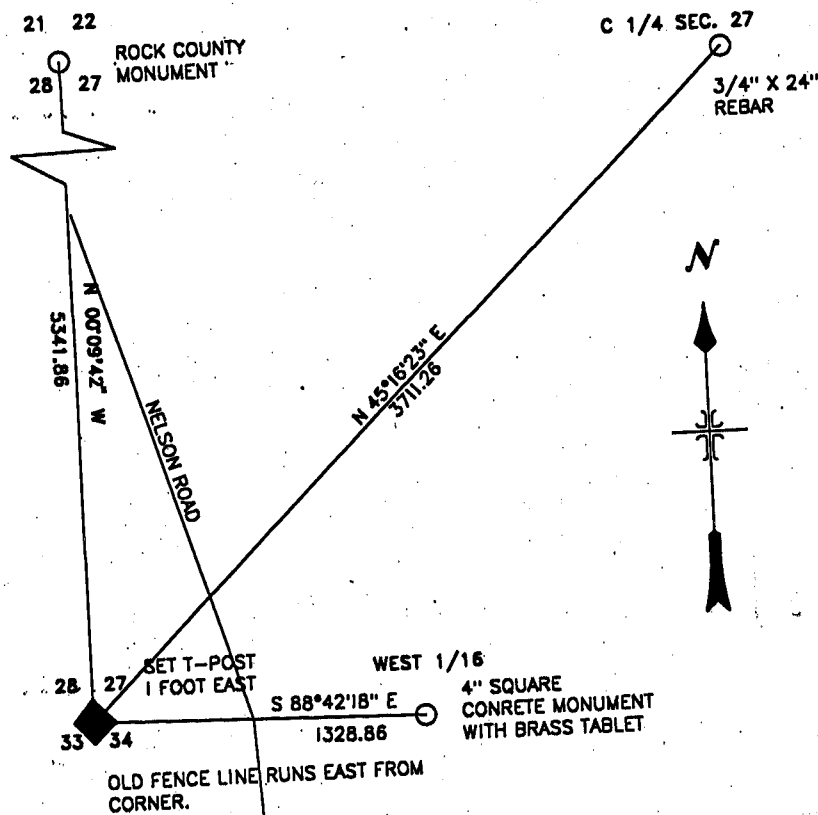 21 22
ROCK COUNTY
MONUMENT
28 27
C 1/4 SEC. 27
3/4" X 24"
REBAR
N
N 00°09'42" W
5341.86
NELSON ROAD
N 45°16'23" E
3711.26
28 27
SET T-POST
1 FOOT EAST
WEST 1/16
S 88°42'18" E
1328.86
4" SQUARE
CONRETE MONUMENT
WITH BRASS TABLET
33 34
OLD FENCE LINE RUNS EAST FROM
CORNER.